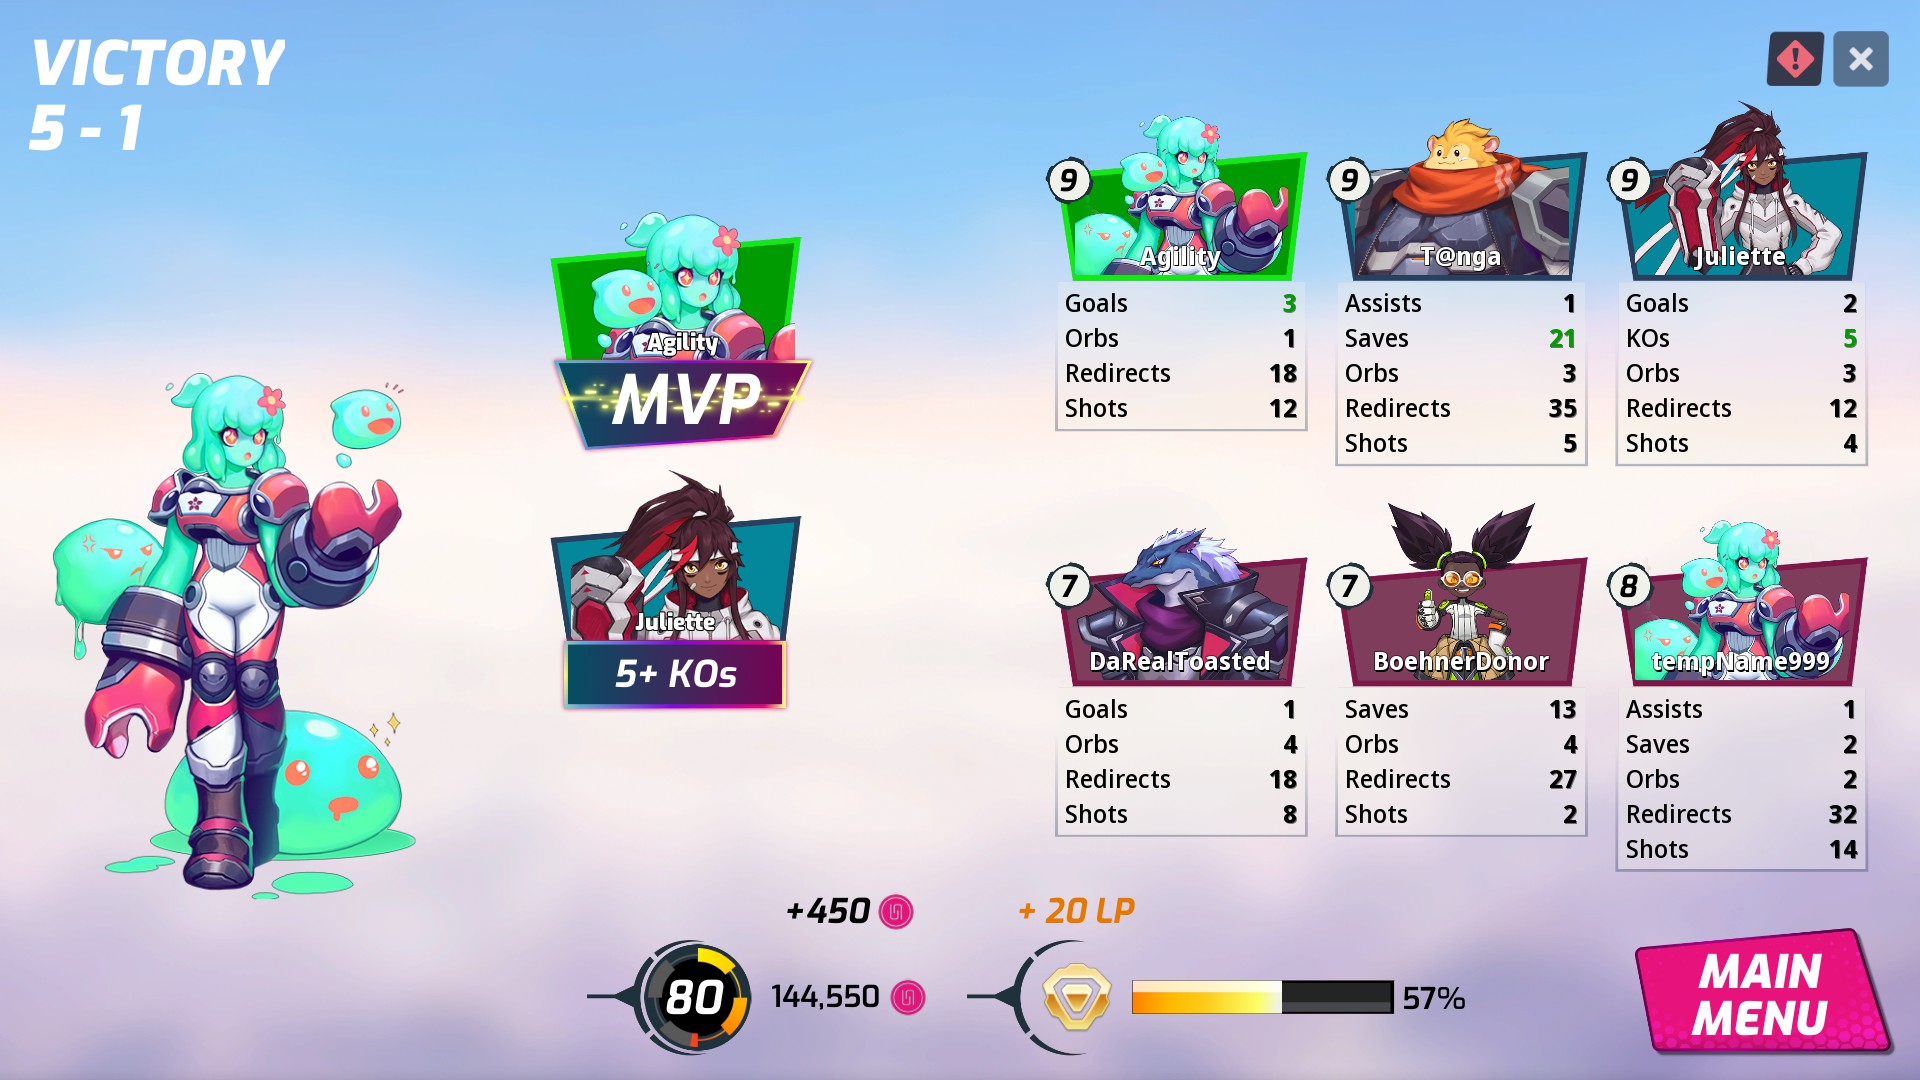 VICTORY
5 - 1
Agility
MVP
Juliette
5+ KOs
9
Agility
Goals 3
Orbs 1
Redirects 18
Shots 12
9
T@nga
Assists 1
Saves 21
Orbs 3
Redirects 35
Shots 5
9
Juliette
Goals 2
KOs 5
Orbs 3
Redirects 12
Shots 4
7
DaRealToasted
Goals 1
Orbs 4
Redirects 18
Shots 8
7
BoehnerDonor
Saves 13
Orbs 4
Redirects 27
Shots 2
8
tempName999
Assists 1
Saves 2
Orbs 2
Redirects 32
Shots 14
+450
+ 20 LP
80
144,550
57%
MAIN
MENU